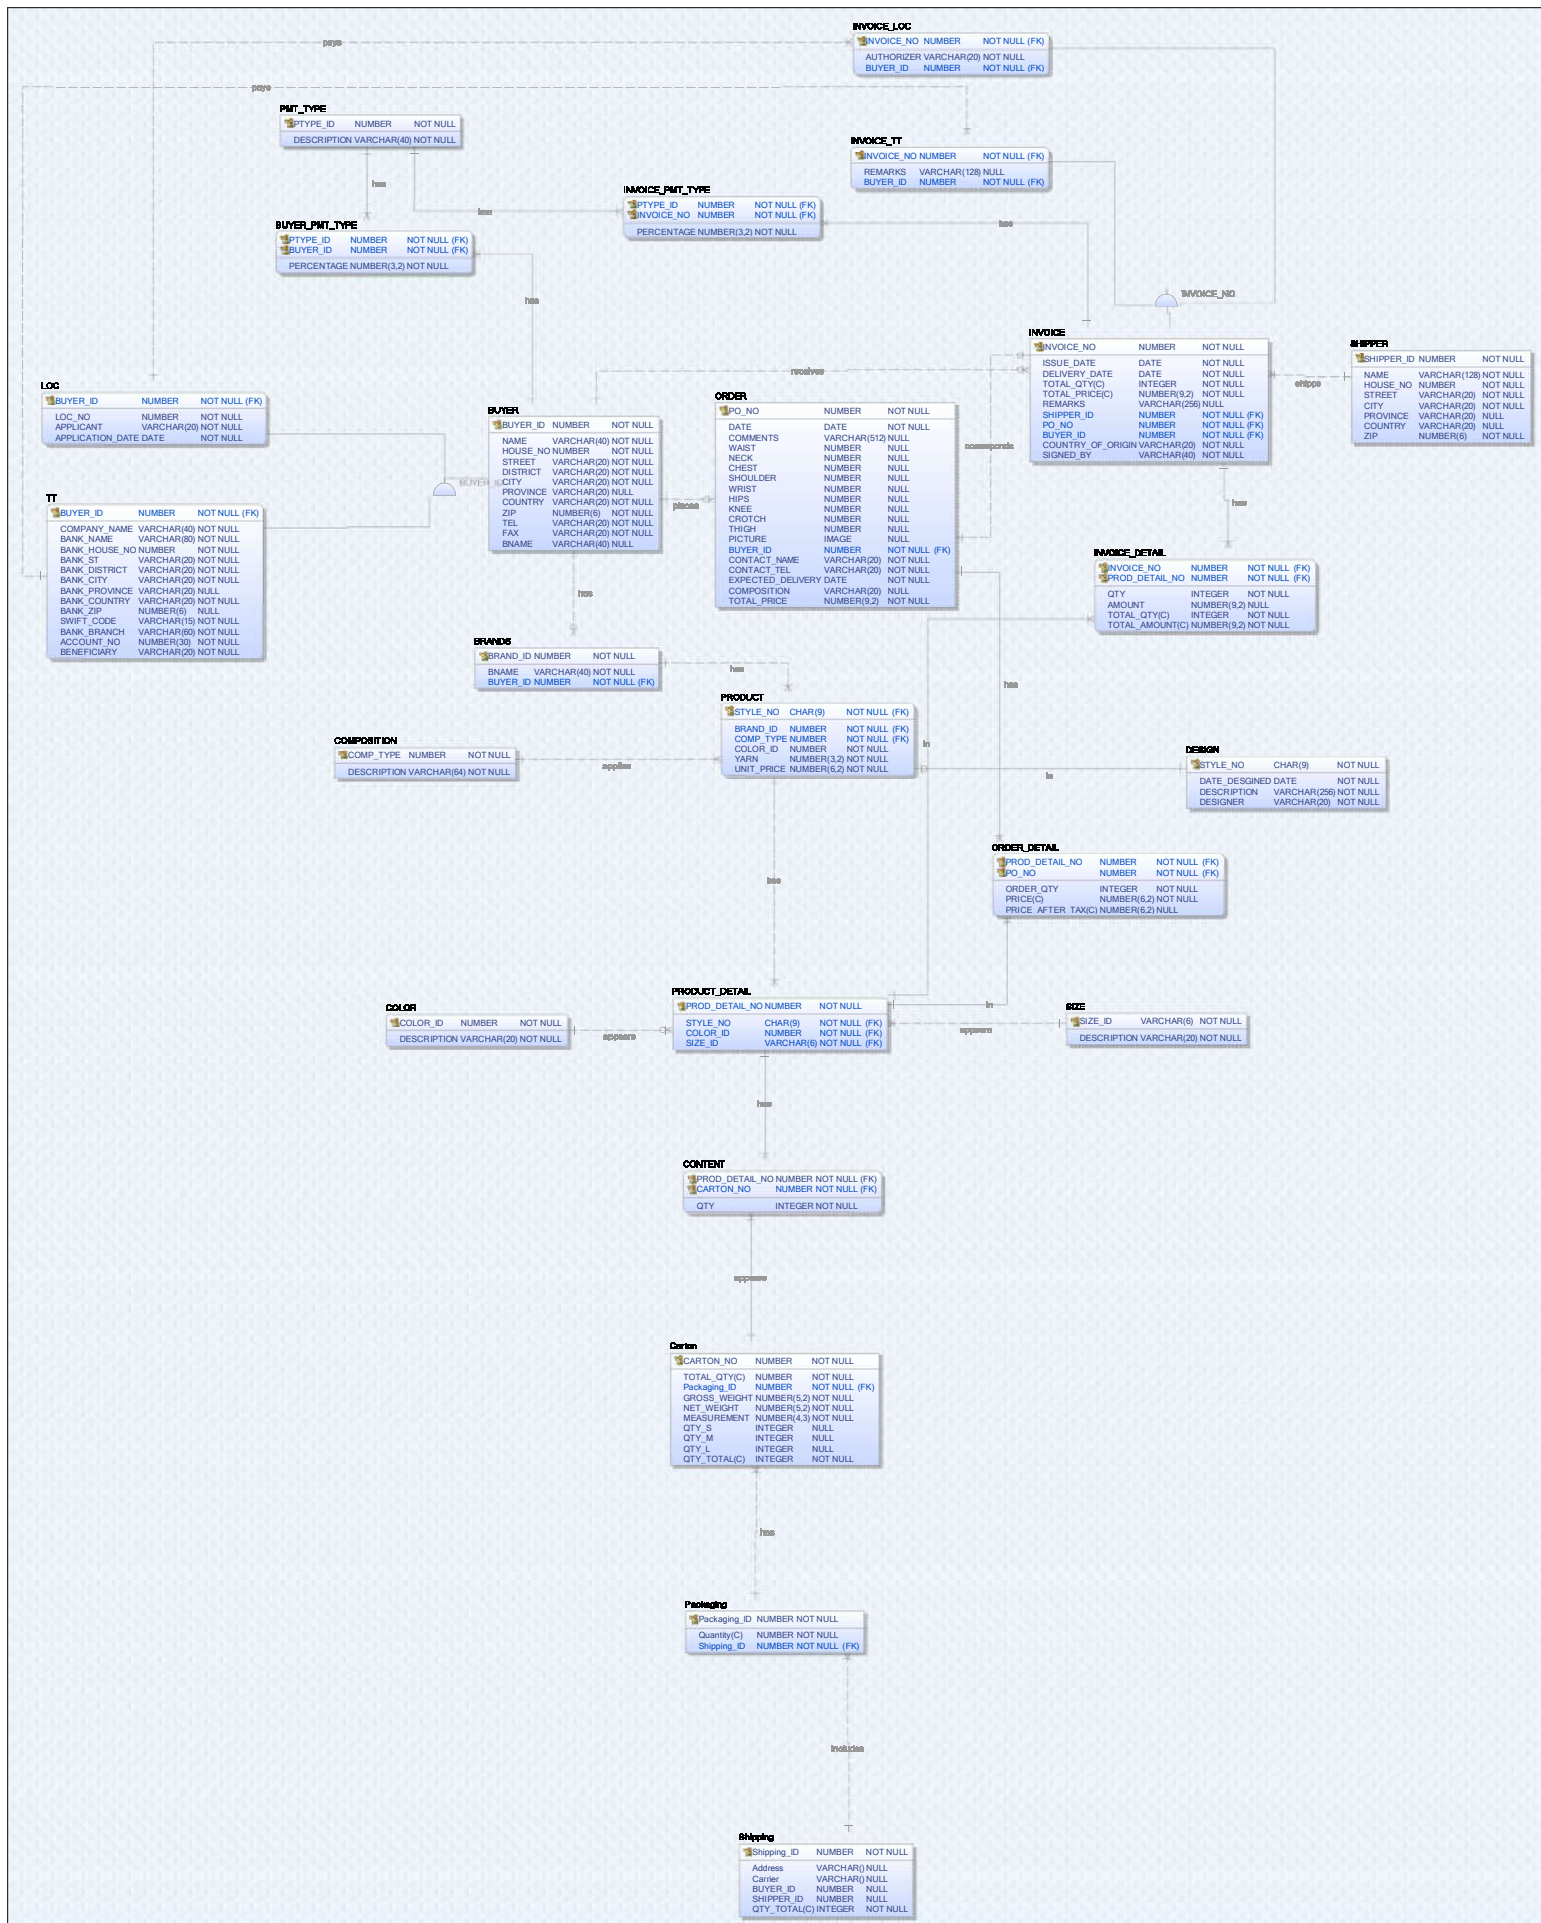 INVOICE_LOC
INVOICE_NO NUMBER NOT NULL (FK)
AUTHORIZER VARCHAR(20) NOT NULL
BUYER_ID NUMBER NOT NULL (FK)
pays
pays
PMT_TYPE
PTYPE_ID NUMBER NOT NULL
DESCRIPTION VARCHAR(40) NOT NULL
INVOICE_TT
INVOICE_NO NUMBER NOT NULL (FK)
REMARKS VARCHAR(128) NULL
BUYER_ID NUMBER NOT NULL (FK)
has
INVOICE_PMT_TYPE
PTYPE_ID NUMBER NOT NULL (FK)
INVOICE_NO NUMBER NOT NULL (FK)
PERCENTAGE NUMBER(3,2) NOT NULL
has
BUYER_PMT_TYPE
PTYPE_ID NUMBER NOT NULL (FK)
BUYER_ID NUMBER NOT NULL (FK)
PERCENTAGE NUMBER(3,2) NOT NULL
has
INVOICE_NO
INVOICE
INVOICE_NO NUMBER NOT NULL
ISSUE_DATE DATE NOT NULL
DELIVERY_DATE DATE NOT NULL
TOTAL_QTY(C) INTEGER NOT NULL
TOTAL_PRICE(C) NUMBER(9,2) NOT NULL
REMARKS VARCHAR(256) NULL
SHIPPER_ID NUMBER NOT NULL (FK)
PO_NO NUMBER NOT NULL (FK)
BUYER_ID NUMBER NOT NULL (FK)
COUNTRY_OF_ORIGIN VARCHAR(20) NOT NULL
SIGNED_BY VARCHAR(40) NOT NULL
ships
SHIPPER
SHIPPER_ID NUMBER NOT NULL
NAME VARCHAR(128) NOT NULL
HOUSE_NO NUMBER NOT NULL
STREET VARCHAR(20) NOT NULL
CITY VARCHAR(20) NOT NULL
PROVINCE VARCHAR(20) NULL
COUNTRY VARCHAR(20) NULL
ZIP NUMBER(6) NOT NULL
receives
LOC
BUYER_ID NUMBER NOT NULL (FK)
LOC_NO NUMBER NOT NULL
APPLICANT VARCHAR(20) NOT NULL
APPLICATION_DATE DATE NOT NULL
BUYER
BUYER_ID NUMBER NOT NULL
NAME VARCHAR(40) NOT NULL
HOUSE_NO NUMBER NOT NULL
STREET VARCHAR(20) NOT NULL
DISTRICT VARCHAR(20) NOT NULL
CITY VARCHAR(20) NOT NULL
PROVINCE VARCHAR(20) NULL
COUNTRY VARCHAR(20) NOT NULL
ZIP NUMBER(6) NOT NULL
TEL VARCHAR(20) NOT NULL
FAX VARCHAR(20) NOT NULL
BNAME VARCHAR(40) NULL
places
ORDER
PO_NO NUMBER NOT NULL
DATE DATE NOT NULL
COMMENTS VARCHAR(512) NULL
WAIST NUMBER NULL
NECK NUMBER NULL
CHEST NUMBER NULL
SHOULDER NUMBER NULL
WRIST NUMBER NULL
HIPS NUMBER NULL
KNEE NUMBER NULL
CROTCH NUMBER NULL
THIGH NUMBER NULL
PICTURE IMAGE NULL
BUYER_ID NUMBER NOT NULL (FK)
CONTACT_NAME VARCHAR(20) NOT NULL
CONTACT_TEL VARCHAR(20) NOT NULL
EXPECTED_DELIVERY DATE NOT NULL
COMPOSITION VARCHAR(20) NULL
TOTAL_PRICE NUMBER(9,2) NOT NULL
TT
BUYER_ID NUMBER NOT NULL (FK)
COMPANY_NAME VARCHAR(40) NOT NULL
BANK_NAME VARCHAR(80) NOT NULL
BANK_HOUSE_NO NUMBER NOT NULL
BANK_ST VARCHAR(20) NOT NULL
BANK_DISTRICT VARCHAR(20) NOT NULL
BANK_CITY VARCHAR(20) NOT NULL
BANK_PROVINCE VARCHAR(20) NULL
BANK_COUNTRY VARCHAR(20) NOT NULL
BANK_ZIP NUMBER(6) NULL
SWIFT_CODE VARCHAR(15) NOT NULL
BANK_BRANCH VARCHAR(60) NOT NULL
ACCOUNT_NO NUMBER(30) NOT NULL
BENEFICIARY VARCHAR(20) NOT NULL
has
INVOICE_DETAIL
INVOICE_NO NUMBER NOT NULL (FK)
PROD_DETAIL_NO NUMBER NOT NULL (FK)
QTY INTEGER NOT NULL
AMOUNT NUMBER(9,2) NULL
TOTAL_QTY(C) INTEGER NOT NULL
TOTAL_AMOUNT(C) NUMBER(9,2) NOT NULL
has
BRANDS
BRAND_ID NUMBER NOT NULL
BNAME VARCHAR(40) NOT NULL
BUYER_ID NUMBER NOT NULL (FK)
has
has
PRODUCT
STYLE_NO CHAR(9) NOT NULL (FK)
BRAND_ID NUMBER NOT NULL (FK)
COMP_TYPE NUMBER NOT NULL (FK)
COLOR_ID NUMBER NOT NULL
YARN NUMBER(3,2) NOT NULL
UNIT_PRICE NUMBER(6,2) NOT NULL
COMPOSITION
COMP_TYPE NUMBER NOT NULL
DESCRIPTION VARCHAR(64) NOT NULL
applies
in
is
DESIGN
STYLE_NO CHAR(9) NOT NULL
DATE_DESGINED DATE NOT NULL
DESCRIPTION VARCHAR(256) NOT NULL
DESIGNER VARCHAR(20) NOT NULL
ORDER_DETAIL
PROD_DETAIL_NO NUMBER NOT NULL (FK)
PO_NO NUMBER NOT NULL (FK)
ORDER_QTY INTEGER NOT NULL
PRICE(C) NUMBER(6,2) NOT NULL
PRICE_AFTER_TAX(C) NUMBER(6,2) NULL
has
PRODUCT_DETAIL
PROD_DETAIL_NO NUMBER NOT NULL
STYLE_NO CHAR(9) NOT NULL (FK)
COLOR_ID NUMBER NOT NULL (FK)
SIZE_ID VARCHAR(6) NOT NULL (FK)
in
COLOR
COLOR_ID NUMBER NOT NULL
DESCRIPTION VARCHAR(20) NOT NULL
appears
appears
SIZE
SIZE_ID VARCHAR(6) NOT NULL
DESCRIPTION VARCHAR(20) NOT NULL
has
CONTENT
PROD_DETAIL_NO NUMBER NOT NULL (FK)
CARTON_NO NUMBER NOT NULL (FK)
QTY INTEGER NOT NULL
appears
Carton
CARTON_NO NUMBER NOT NULL
TOTAL_QTY(C) NUMBER NOT NULL
Packaging_ID NUMBER NOT NULL (FK)
GROSS_WEIGHT NUMBER(5,2) NOT NULL
NET_WEIGHT NUMBER(5,2) NOT NULL
MEASUREMENT NUMBER(4,3) NOT NULL
QTY_S INTEGER NULL
QTY_M INTEGER NULL
QTY_L INTEGER NULL
QTY_TOTAL(C) INTEGER NOT NULL
has
Packaging
Packaging_ID NUMBER NOT NULL
Quantity(C) NUMBER NOT NULL
Shipping_ID NUMBER NOT NULL (FK)
includes
Shipping
Shipping_ID NUMBER NOT NULL
Address VARCHAR() NULL
Carrier VARCHAR() NULL
BUYER_ID NUMBER NULL
SHIPPER_ID NUMBER NULL
QTY_TOTAL(C) INTEGER NOT NULL